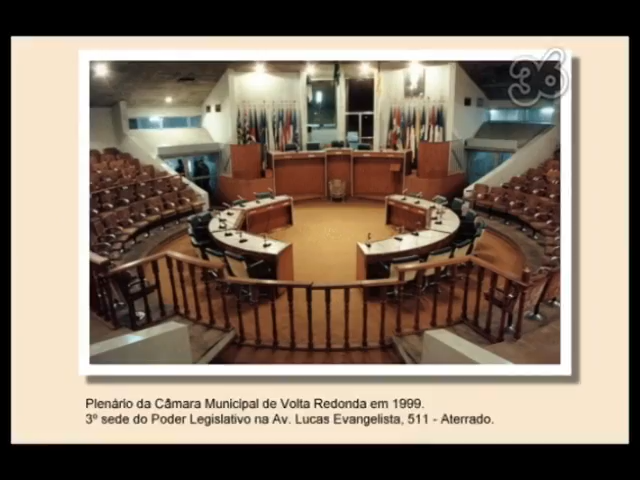 36
Plenário da Câmara Municipal de Volta Redonda em 1999.
3º sede do Poder Legislativo na Av. Lucas Evangelista, 511 - Aterrado.